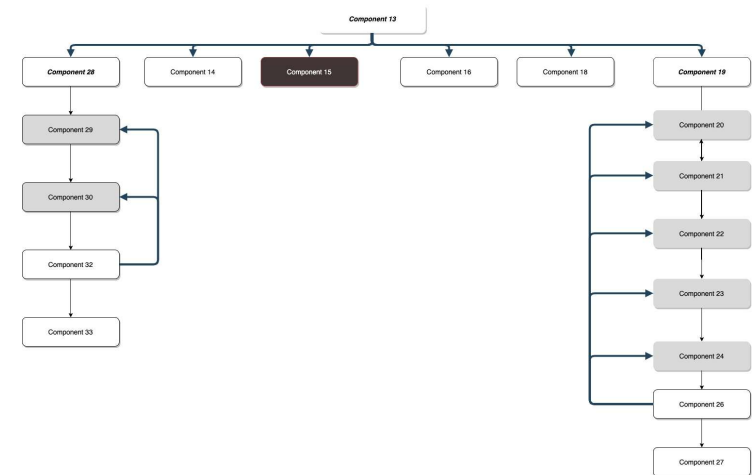 Component 13
Component 28
Component 14
Component 15
Component 16
Component 18
Component 19
Component 29
Component 20
Component 21
Component 30
Component 22
Component 32
Component 23
Component 33
Component 24
Component 26
Component 27